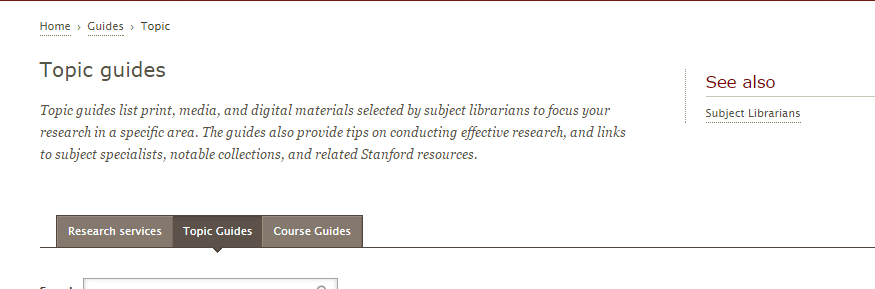 Home › Guides › Topic
Topic guides
Topic guides list print, media, and digital materials selected by subject librarians to focus your
research in a specific area. The guides also provide tips on conducting effective research, and links
to subject specialists, notable collections, and related Stanford resources.
See also
Subject Librarians
Research services
Topic Guides
Course Guides